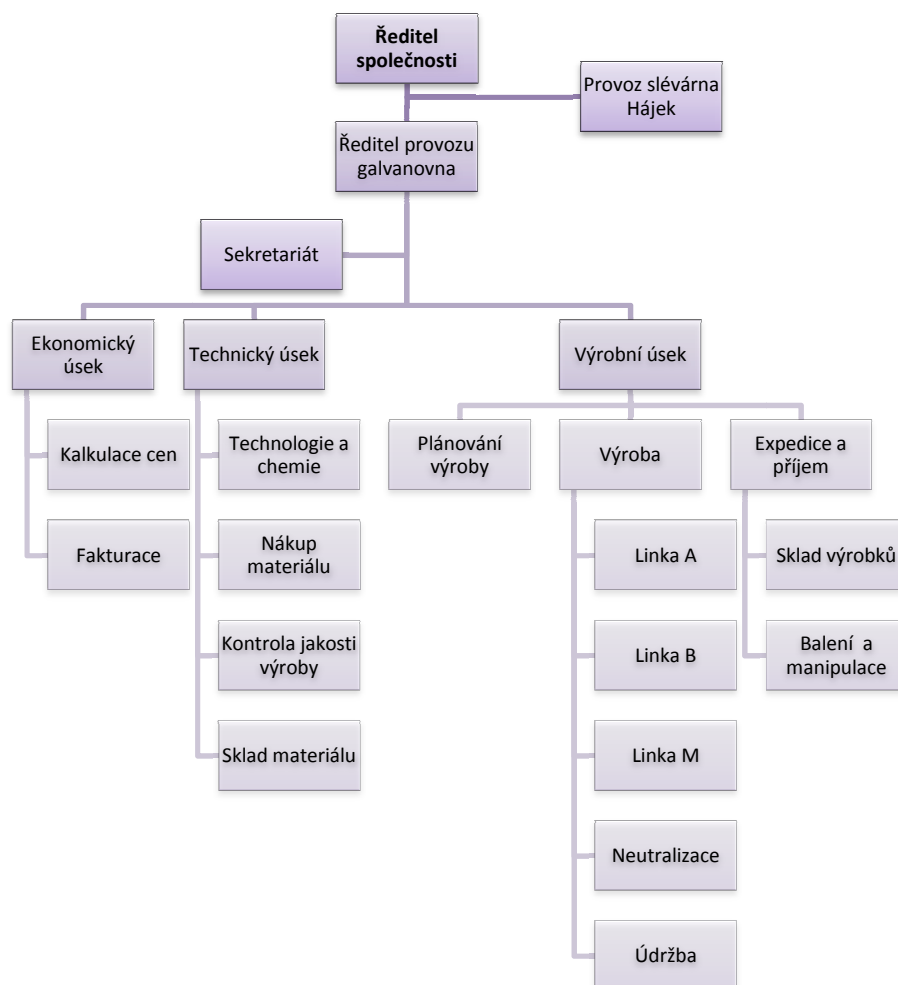 Ředitel
společnosti
Provoz slévárna
Hájek
Ředitel provozu
galvanovna
Sekretariát
Ekonomický
úsek
Technický úsek
Výrobní úsek
Kalkulace cen
Technologie a
chemie
Plánování
výroby
Výroba
Expedice a
příjem
Fakturace
Nákup
materiálu
Linka A
Sklad výrobků
Kontrola jakosti
výroby
Linka B
Balení a
manipulace
Sklad materiálu
Linka M
Neutralizace
Údržba